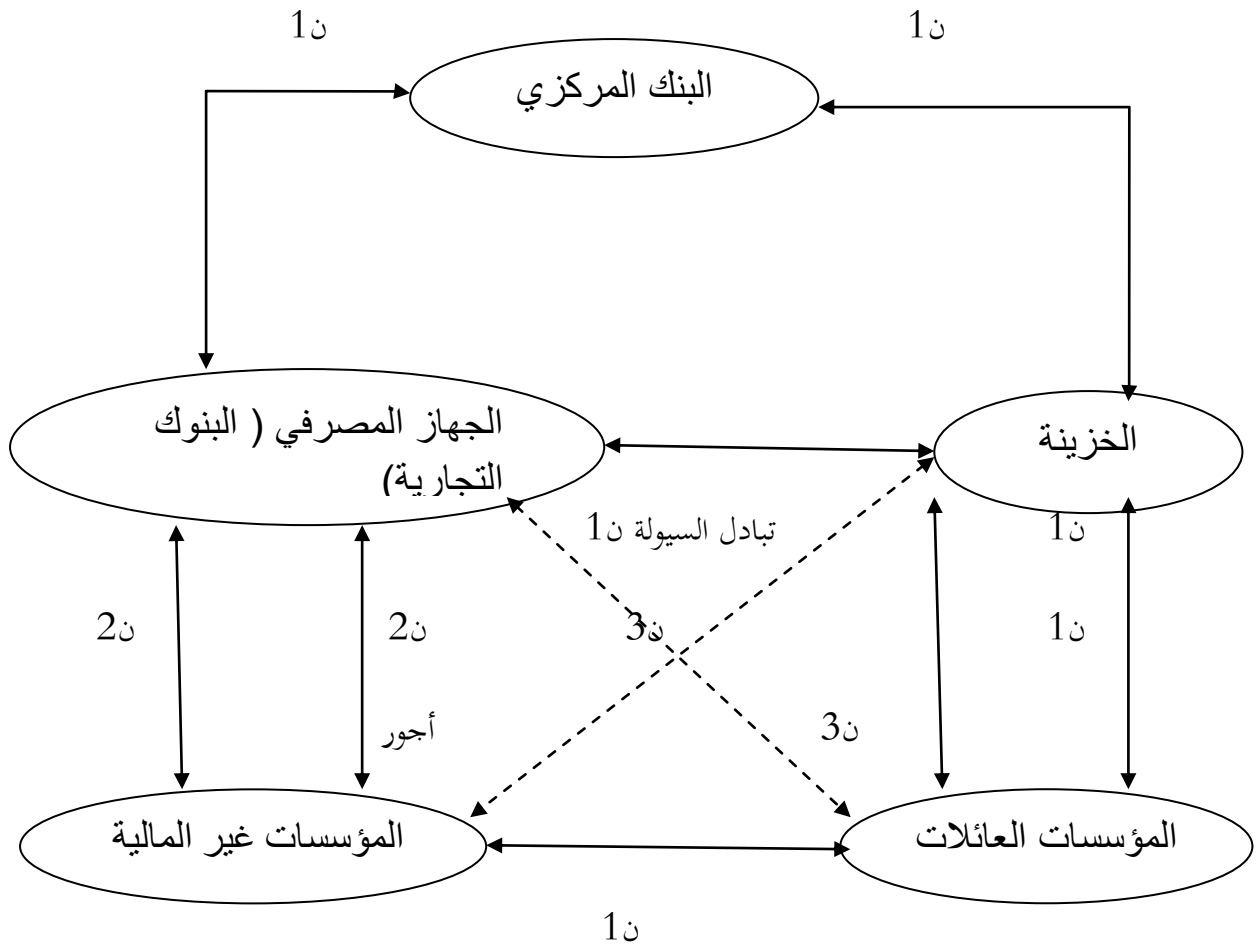 ن1
ن1
البنك المركزي
الجهاز المصرفي ( البنوك
التجارية)
الخزينة
تبادل السيولة ن1
ن1
ن2
ن2
ن3
ن1
أجور
ن3
المؤسسات غير المالية
المؤسسات العائلات
ن1